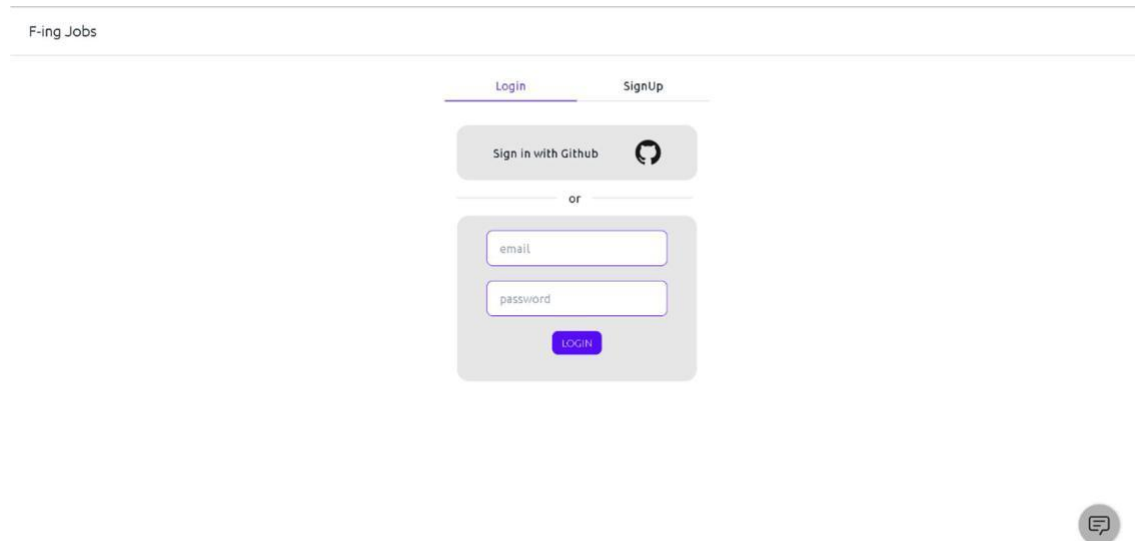 F-ing Jobs
Login SignUp
Sign in with Github
or
email
password
LOGIN